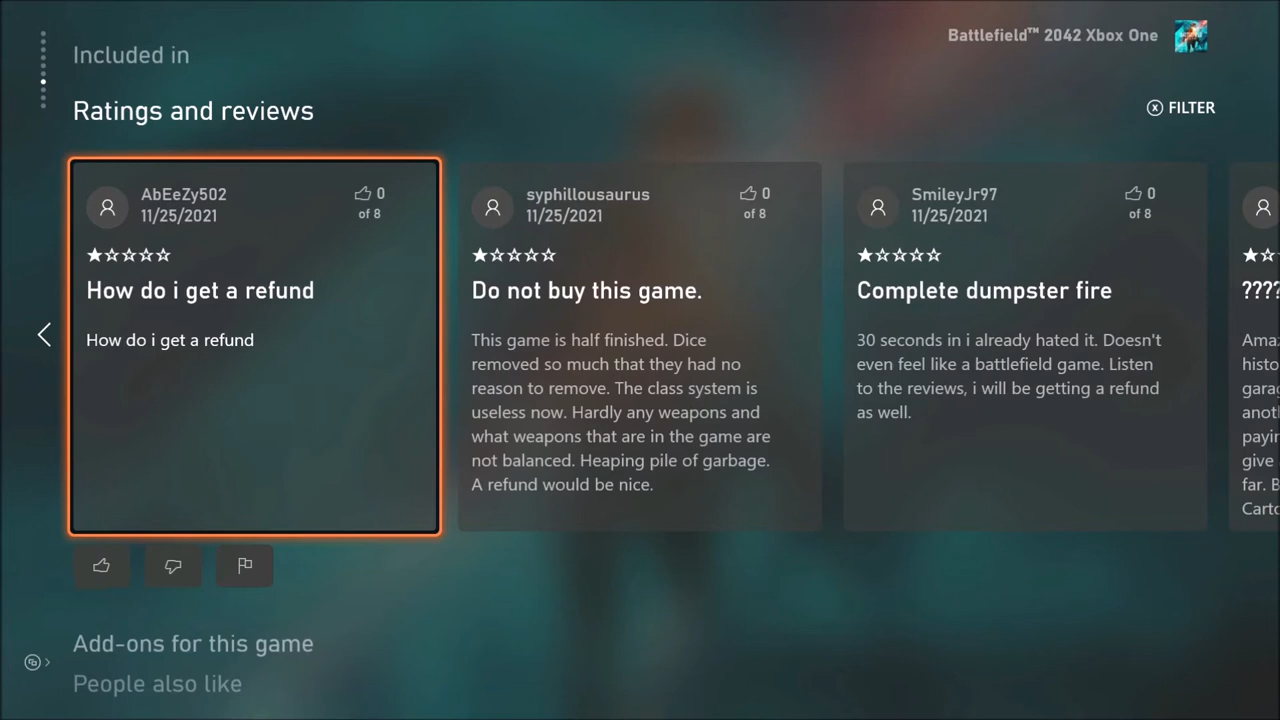 Battlefield™ 2042 Xbox One
Included in
Ratings and reviews
Ⓧ FILTER
AbEeZy502
11/25/2021
0
of 8
How do i get a refund
How do i get a refund
syphillousaurus
11/25/2021
0
of 8
Do not buy this game.
This game is half finished. Dice
removed so much that they had no
reason to remove. The class system is
useless now. Hardly any weapons and
what weapons that are in the game are
not balanced. Heaping pile of garbage.
A refund would be nice.
SmileyJr97
11/25/2021
0
of 8
Complete dumpster fire
30 seconds in i already hated it. Doesn't
even feel like a battlefield game. Listen
to the reviews, i will be getting a refund
as well.
????
give
far. B
Add-ons for this game
People also like